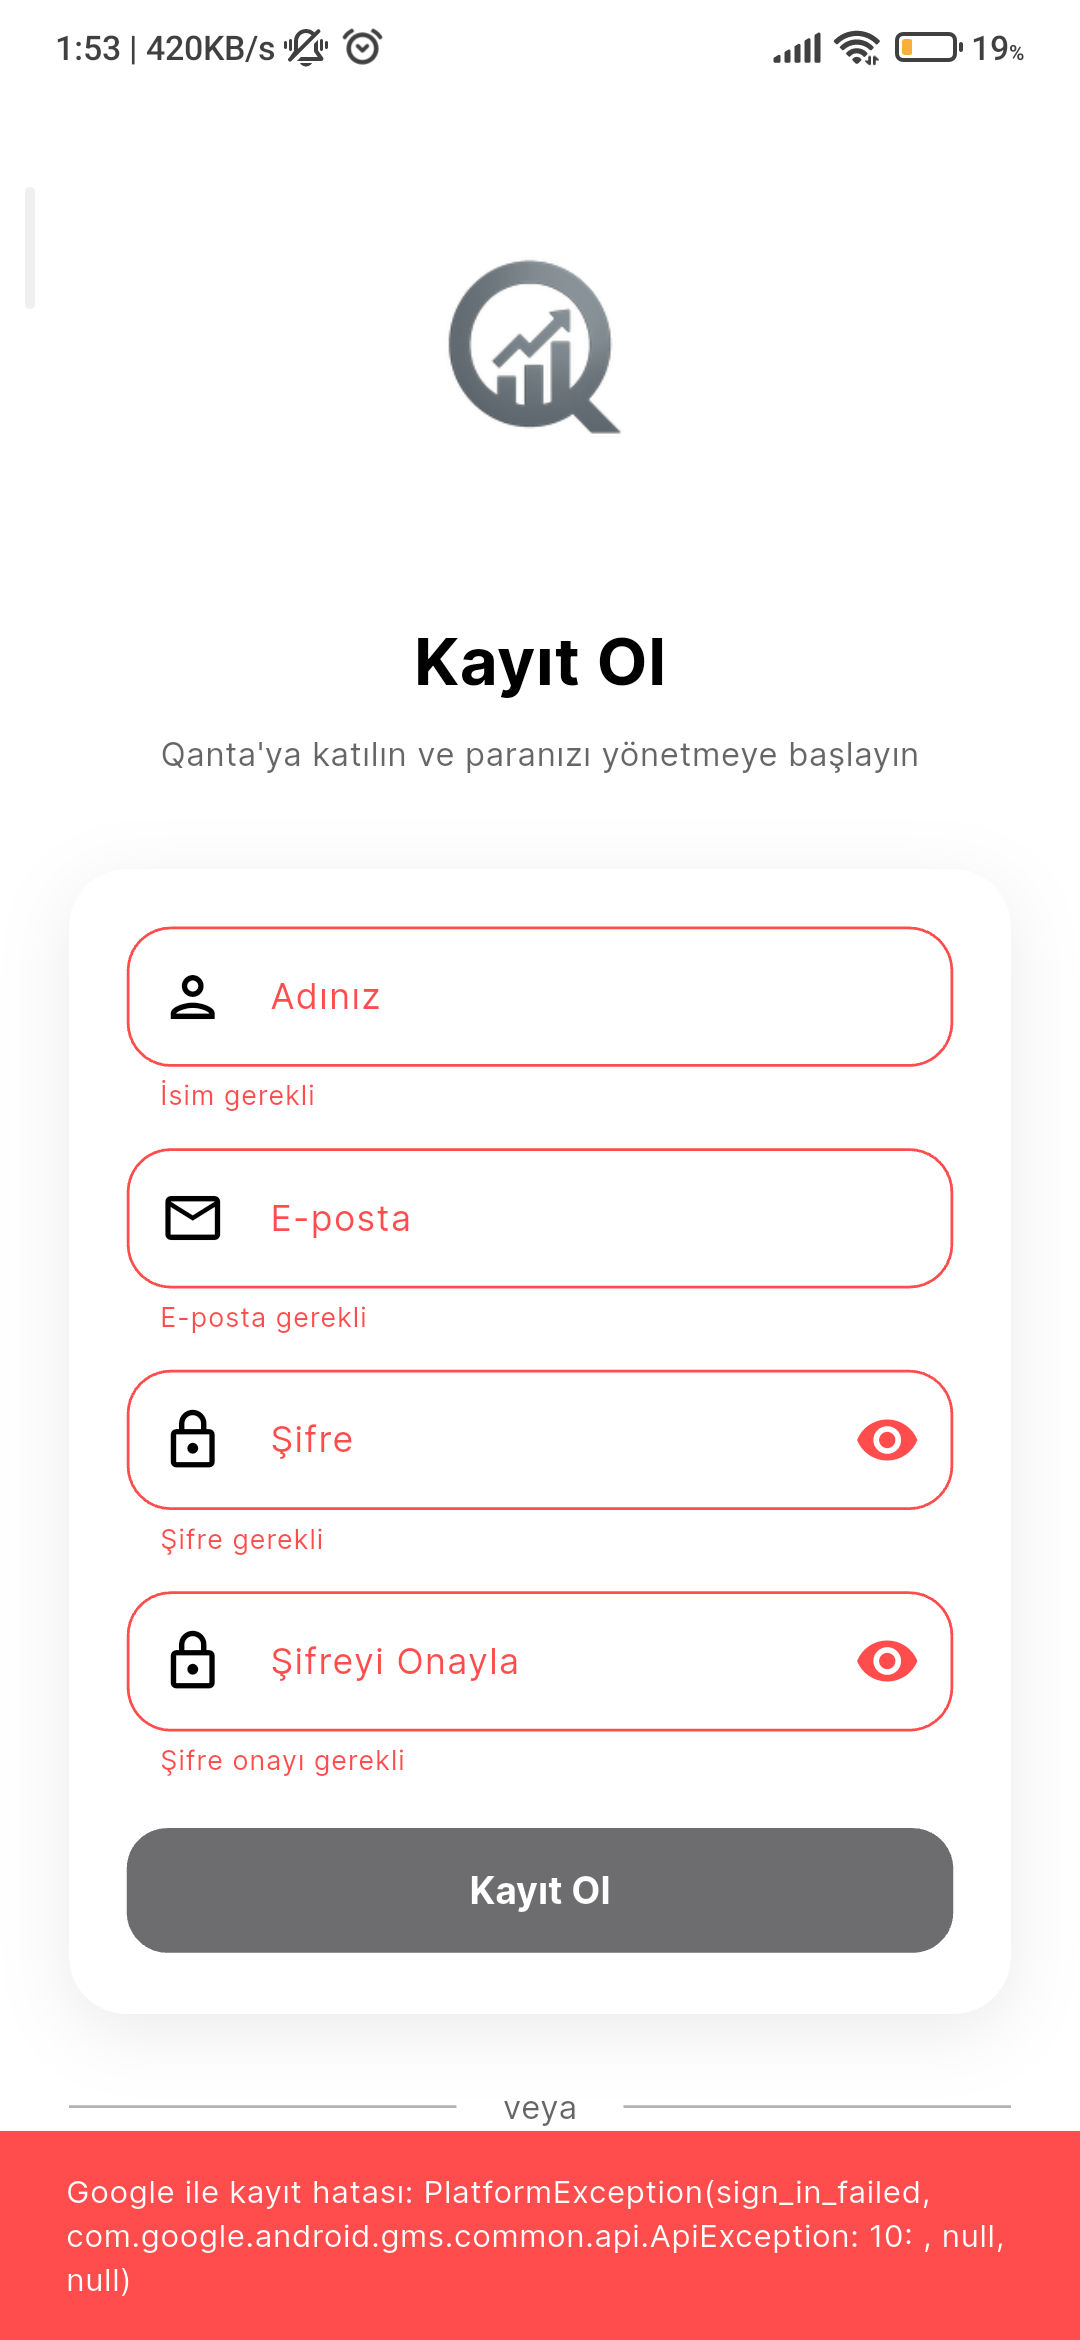 1:53 | 420KB/s 19%
Kayıt Ol
Qanta'ya katılın ve paranızı yönetmeye başlayın
Adınız
İsim gerekli
E-posta
E-posta gerekli
Şifre
Şifre gerekli
Şifreyi Onayla
Şifre onayı gerekli
Kayıt Ol
veya
Google ile kayıt hatası: PlatformException(sign_in_failed,
com.google.android.gms.common.api.ApiException: 10: , null,
null)